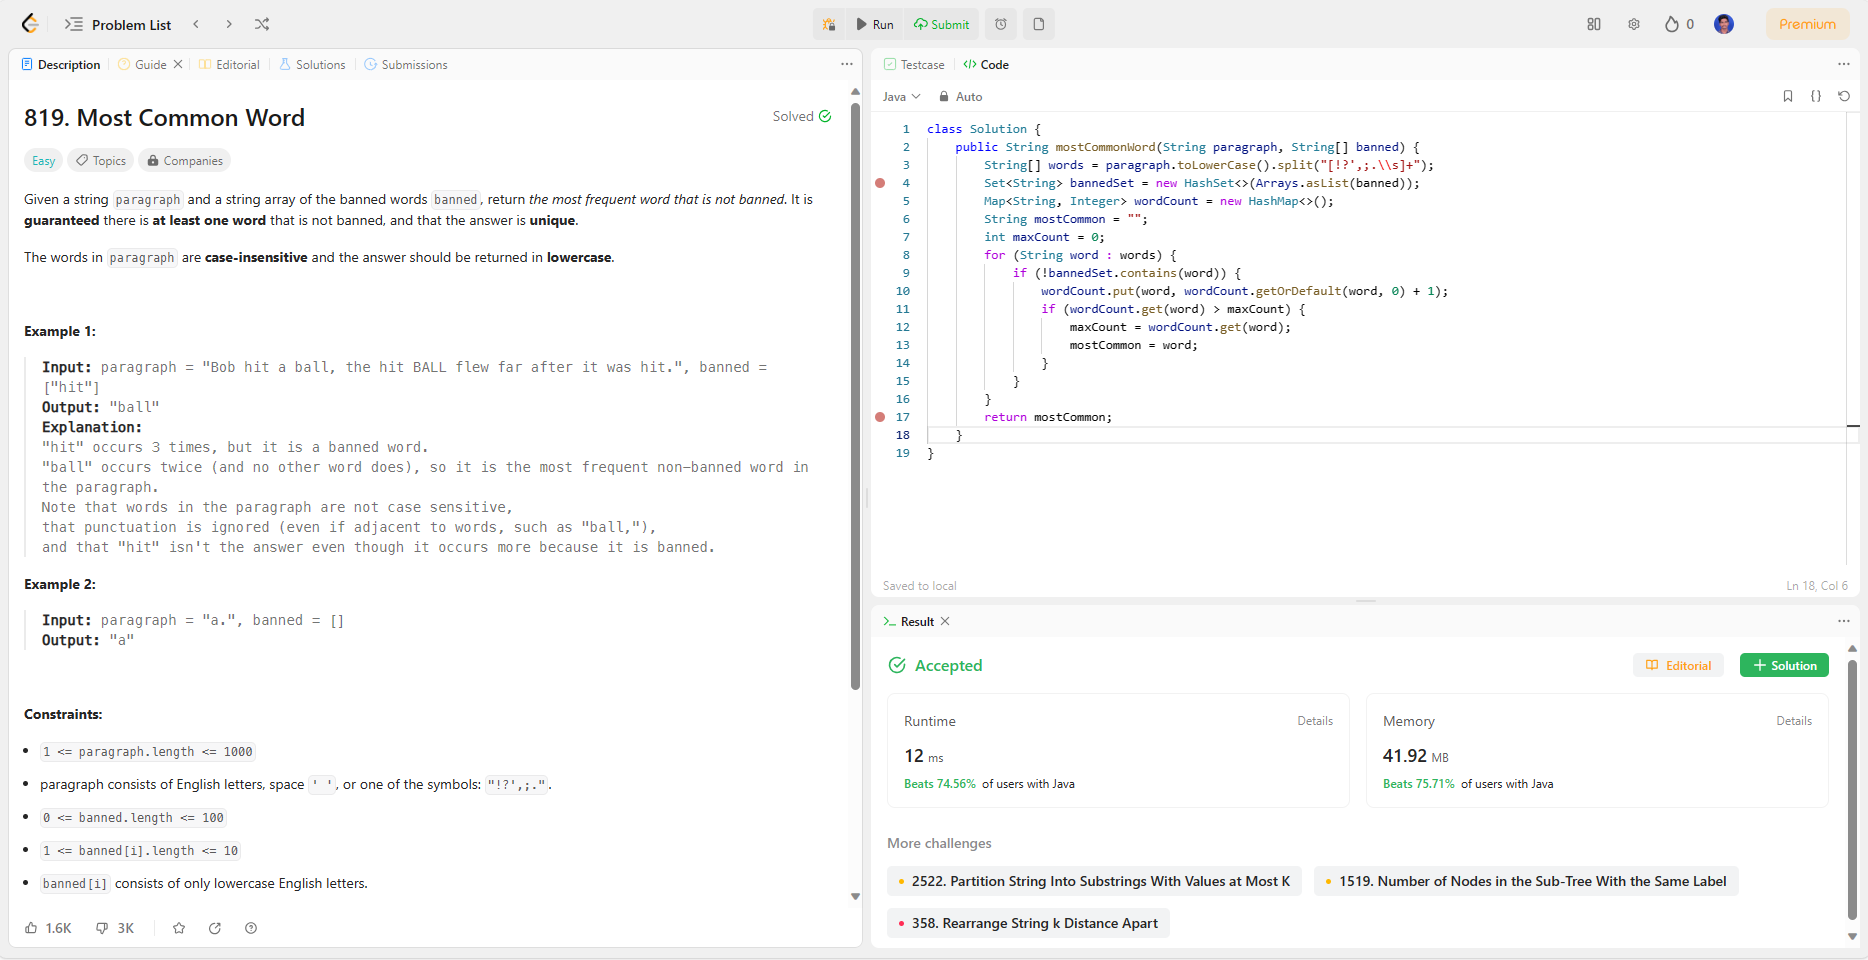 Problem List
Run
Submit
0
Premium
Description
Guide
Editorial
Solutions
Submissions
819. Most Common Word
Solved
Easy
Topics
Companies
Given a string paragraph and a string array of the banned words banned, return the most frequent word that is not banned. It is
guaranteed there is at least one word that is not banned, and that the answer is unique.
The words in paragraph are case-insensitive and the answer should be returned in lowercase.
Example 1:
Input: paragraph = "Bob hit a ball, the hit BALL flew far after it was hit.", banned =
["hit"]
Output: "ball"
Explanation:
"hit" occurs 3 times, but it is a banned word.
"ball" occurs twice (and no other word does), so it is the most frequent non-banned word in
the paragraph.
Note that words in the paragraph are not case sensitive,
that punctuation is ignored (even if adjacent to words, such as "ball,"),
and that "hit" isn't the answer even though it occurs more because it is banned.
Example 2:
Input: paragraph = "a.", banned = []
Output: "a"
Constraints:
1 <= paragraph.length <= 1000
paragraph consists of English letters, space ' ', or one of the symbols: "!?',;.".
0 <= banned.length <= 100
1 <= banned[i].length <= 10
banned[i] consists of only lowercase English letters.
1.6K
3K
Testcase
Code
Java
Auto
1 class Solution {
2 public String mostCommonWord(String paragraph, String[] banned) {
3 String[] words = paragraph.toLowerCase().split("[!?',;.\\s]+");
4 Set<String> bannedSet = new HashSet<>(Arrays.asList(banned));
5 Map<String, Integer> wordCount = new HashMap<>();
6 String mostCommon = "";
7 int maxCount = 0;
8 for (String word : words) {
9 if (!bannedSet.contains(word)) {
10 wordCount.put(word, wordCount.getOrDefault(word, 0) + 1);
11 if (wordCount.get(word) > maxCount) {
12 maxCount = wordCount.get(word);
13 mostCommon = word;
14 }
15 }
16 }
17 return mostCommon;
18 }
19 }
Saved to local
Ln 18, Col 6
Result
Accepted
Editorial
Solution
Runtime
Details
12 ms
Beats 74.56% of users with Java
Memory
Details
41.92 MB
Beats 75.71% of users with Java
More challenges
2522. Partition String Into Substrings With Values at Most K
1519. Number of Nodes in the Sub-Tree With the Same Label
358. Rearrange String k Distance Apart